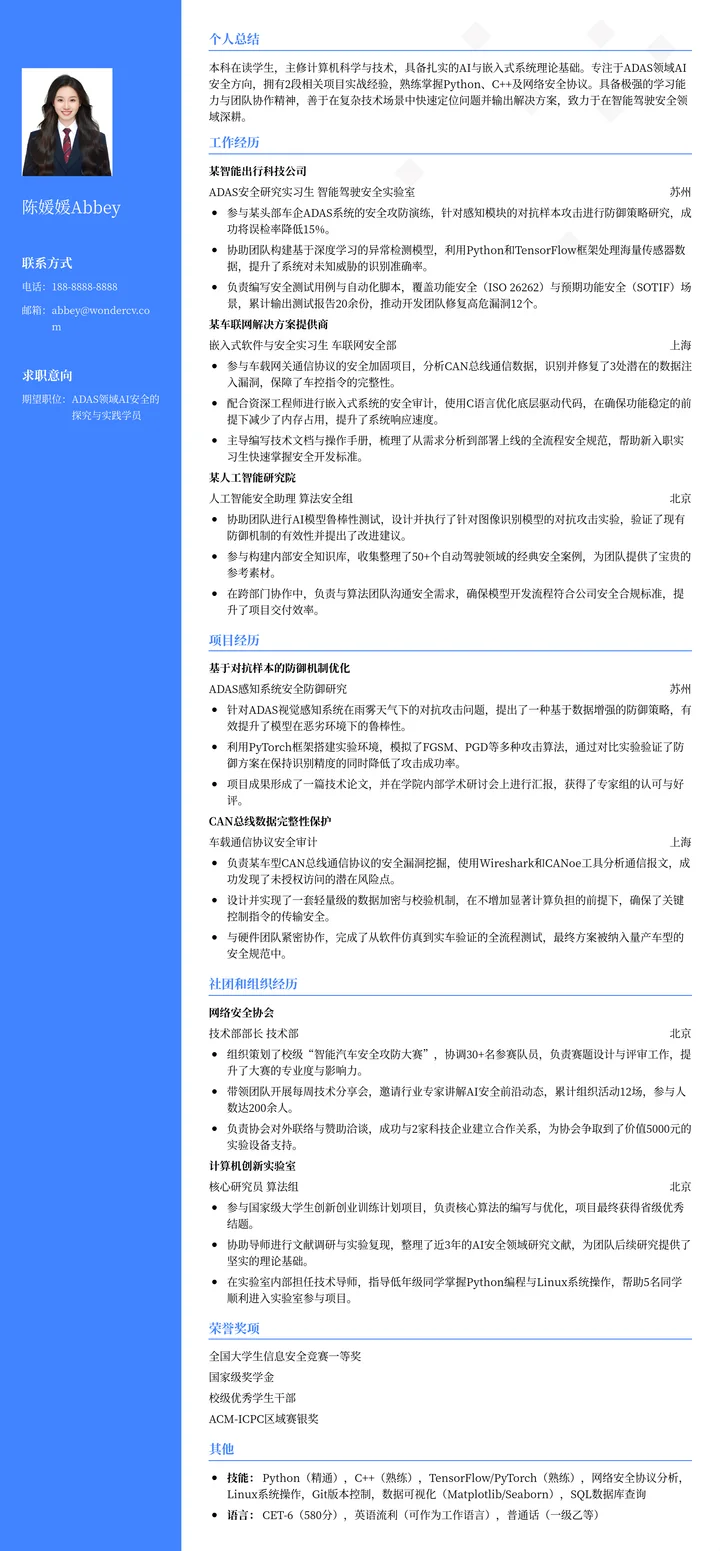 陈媛媛Abbey
联系方式
电话：188-8888-8888
邮箱：abbey@wondercv.co
m
求职意向
期望职位：ADAS领域AI安全的
探究与实践学员
个人总结
本科在读学生，主修计算机科学与技术，具备扎实的AI与嵌入式系统理论基础。专注于ADAS领域AI
安全方向，拥有2段相关项目实战经验，熟练掌握Python、C++及网络安全协议。具备极强的学习能
力与团队协作精神，善于在复杂技术场景中快速定位问题并输出解决方案，致力于在智能驾驶安全领
域深耕。
工作经历
某智能出行科技公司
ADAS安全研究实习生 智能驾驶安全实验室 苏州
• 参与某头部车企ADAS系统的安全攻防演练，针对感知模块的对抗样本攻击进行防御策略研究，成
功将误检率降低15%。
• 协助团队构建基于深度学习的异常检测模型，利用Python和TensorFlow框架处理海量传感器数
据，提升了系统对未知威胁的识别准确率。
• 负责编写安全测试用例与自动化脚本，覆盖功能安全（ISO 26262）与预期功能安全（SOTIF）场
景，累计输出测试报告20余份，推动开发团队修复高危漏洞12个。
某车联网解决方案提供商
嵌入式软件与安全实习生 车联网安全部 上海
• 参与车载网关通信协议的安全加固项目，分析CAN总线通信数据，识别并修复了3处潜在的数据注
入漏洞，保障了车控指令的完整性。
• 配合资深工程师进行嵌入式系统的安全审计，使用C语言优化底层驱动代码，在确保功能稳定的前
提下减少了内存占用，提升了系统响应速度。
• 主导编写技术文档与操作手册，梳理了从需求分析到部署上线的全流程安全规范，帮助新入职实
习生快速掌握安全开发标准。
某人工智能研究院
人工智能安全助理 算法安全组 北京
• 协助团队进行AI模型鲁棒性测试，设计并执行了针对图像识别模型的对抗攻击实验，验证了现有
防御机制的有效性并提出了改进建议。
• 参与构建内部安全知识库，收集整理了50+个自动驾驶领域的经典安全案例，为团队提供了宝贵的
参考素材。
• 在跨部门协作中，负责与算法团队沟通安全需求，确保模型开发流程符合公司安全合规标准，提
升了项目交付效率。
项目经历
基于对抗样本的防御机制优化
ADAS感知系统安全防御研究 苏州
• 针对ADAS视觉感知系统在雨雾天气下的对抗攻击问题，提出了一种基于数据增强的防御策略，有
效提升了模型在恶劣环境下的鲁棒性。
• 利用PyTorch框架搭建实验环境，模拟了FGSM、PGD等多种攻击算法，通过对比实验验证了防
御方案在保持识别精度的同时降低了攻击成功率。
• 项目成果形成了一篇技术论文，并在学院内部学术研讨会上进行汇报，获得了专家组的认可与好
评。
CAN总线数据完整性保护
车载通信协议安全审计 上海
• 负责某车型CAN总线通信协议的安全漏洞挖掘，使用Wireshark和CANoe工具分析通信报文，成
功发现了未授权访问的潜在风险点。
• 设计并实现了一套轻量级的数据加密与校验机制，在不增加显著计算负担的前提下，确保了关键
控制指令的传输安全。
• 与硬件团队紧密协作，完成了从软件仿真到实车验证的全流程测试，最终方案被纳入量产车型的
安全规范中。
社团和组织经历
网络安全协会
技术部部长 技术部 北京
• 组织策划了校级“智能汽车安全攻防大赛”，协调30+名参赛队员，负责赛题设计与评审工作，提
升了大赛的专业度与影响力。
• 带领团队开展每周技术分享会，邀请行业专家讲解AI安全前沿动态，累计组织活动12场，参与人
数达200余人。
• 负责协会对外联络与赞助洽谈，成功与2家科技企业建立合作关系，为协会争取到了价值5000元的
实验设备支持。
计算机创新实验室
核心研究员 算法组 北京
• 参与国家级大学生创新创业训练计划项目，负责核心算法的编写与优化，项目最终获得省级优秀
结题。
• 协助导师进行文献调研与实验复现，整理了近3年的AI安全领域研究文献，为团队后续研究提供了
坚实的理论基础。
• 在实验室内部担任技术导师，指导低年级同学掌握Python编程与Linux系统操作，帮助5名同学
顺利进入实验室参与项目。
荣誉奖项
全国大学生信息安全竞赛一等奖
国家级奖学金
校级优秀学生干部
ACM-ICPC区域赛银奖
其他
• 技能： Python（精通），C++（熟练），TensorFlow/PyTorch（熟练），网络安全协议分析，
Linux系统操作，Git版本控制，数据可视化（Matplotlib/Seaborn），SQL数据库查询
• 语言： CET-6（580分），英语流利（可作为工作语言），普通话（一级乙等）